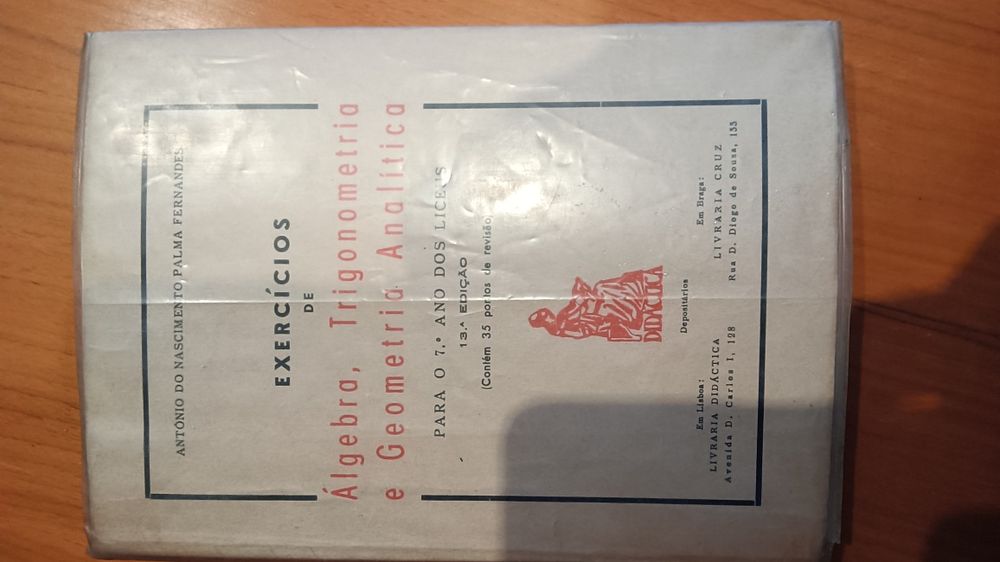 ANTÓNIO DO NASCIMENTO PALMA FERNANDES
EXERCÍCIOS
DE
Álgebra, Trigonometria
e Geometria Analítica
PARA O 7.º ANO DOS LICEUS
13.ª EDIÇÃO
(Contém 35 pontos de revisão)
DIDÁCTICA
Depositários
Em Lisboa:
LIVRARIA DIDÁCTICA
Avenida D. Carlos I, 128
Em Braga:
LIVRARIA CRUZ
Rua D. Diogo de Sousa, 133